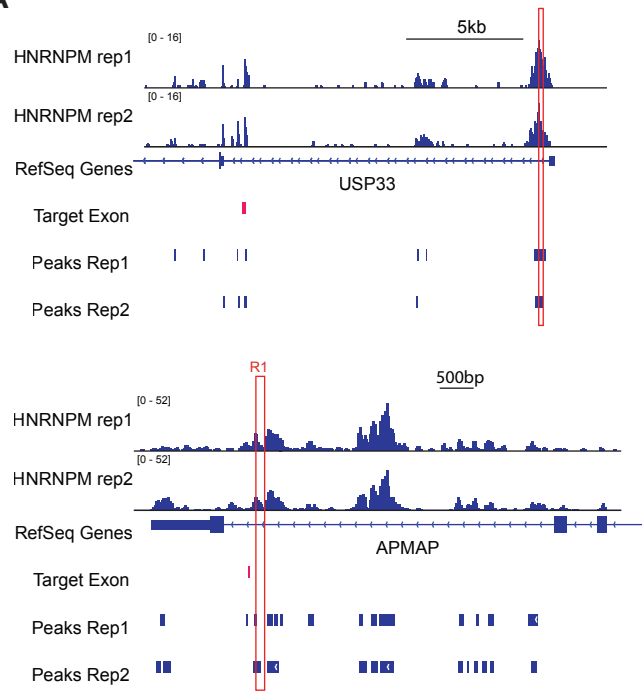 [0 - 16]
5kb
HNRNPM rep1
[0 - 16]
HNRNPM rep2
RefSeq Genes
USP33
Target Exon
Peaks Rep1
Peaks Rep2
R1
500bp
[0 - 52]
HNRNPM rep1
[0 - 52]
HNRNPM rep2
RefSeq Genes
APMAP
Target Exon
Peaks Rep1
Peaks Rep2